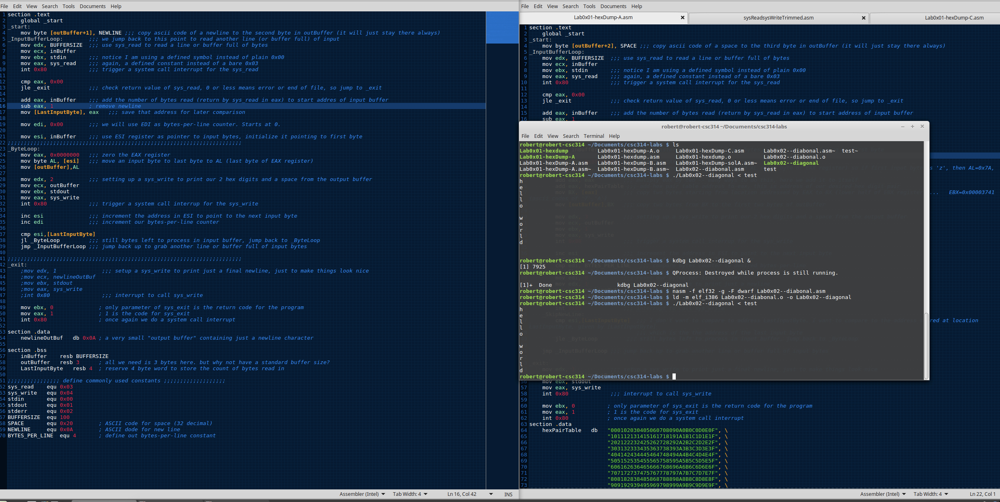 File Edit View Search Tools Documents Help
1 section .text
2 global _start
3 _start:
4 mov byte [outBuffer+1], NEWLINE ;;; copy ascii code of a newline to the second byte in outBuffer (it will just stay there always)
5 _InputBufferLoop: ;;; we jump back to this point to read another line (or buffer full) of input
6 mov edx, BUFFERSIZE ;;; use sys_read to read a line or buffer full of bytes
7 mov ecx, inBuffer
8 mov ebx, stdin ;;; notice I am using a defined symbol instead of plain 0x00
9 mov eax, sys_read ;;; again, a defined constant instead of a bare 0x03
10 int 0x80 ;;; trigger a system call interrupt for the sys_read
11
12 cmp eax, 0x00
13 jle _exit ;;; check return value of sys_read, 0 or less means error or end of file, so jump to _exit
14
15 add eax, inBuffer ;;; add the number of bytes read (return by sys_read in eax) to start addres of input buffer
16 sub eax, 1 ; remove newline
17 mov [LastInputByte], eax ;;; save that address for later comparison
18
19 mov edi, 0x00 ;;; we will use EDI as bytes-per-line counter. Starts at 0.
20
21 mov esi, inBuffer ;;; use ESI register as pointer to input bytes, initialize it pointing to first byte
22 ;;;;;;;;;;;;;;;;;;;;;;;;;;;;;;;;;;;;;;;;;;;;;;;;;;;;;;;;;;;;;;;;;;;;;;;;
23 _ByteLoop:
24 mov eax, 0x0000000 ;;; zero the EAX register
25 mov byte AL, [esi] ;;; move an input byte to last byte to AL (last byte of EAX register)
26 mov [outBuffer],AL
27
28 mov edx, 2 ;;; setting up a sys_write to print our 2 hex digits and a space from the output buffer
29 mov ecx, outBuffer
30 mov ebx, stdout
31 mov eax, sys_write
32 int 0x80 ;;; trigger a system call interrup for the sys_write
33
34 inc esi ;;; increment the address in ESI to point to the next input byte
35 inc edi ;;; increment our bytes-per-line counter
36
37 cmp esi,[LastInputByte]
38 jl _ByteLoop ;;; still bytes left to process in input buffer, jump back to _ByteLoop
39 jmp _InputBufferLoop ;;; jump back up to grab another line or buffer full of input bytes
40
41 ;;;;;;;;;;;;;;;;;;;;;;;;;;;;;;;;;;;;;;;;;;;;;;;;;;;;;;;;;;;;;;;;;;;;;;;;
42 _exit:
43 ;mov edx, 1 ;;; setup a sys_write to print just a final newline, just to make things look nice
44 ;mov ecx, newlineOutBuf
45 ;mov ebx, stdout
46 ;mov eax, sys_write
47 ;int 0x80 ;;; interrupt to call sys_write
48
49 mov ebx, 0 ; only parameter of sys_exit is the return code for the program
50 mov eax, 1 ; 1 is the code for sys_exit
51 int 0x80 ; once again we do a system call interrupt
52
53 section .data
54 newlineOutBuf db 0x0A ; a very small "output buffer" containing just a newline character
55
56 section .bss
57 inBuffer resb BUFFERSIZE
58 outBuffer resb 3 ; all we need is 3 bytes here. but why not have a standard buffer size?
59 LastInputByte resb 4 ; reserve 4 byte word to store the count of bytes read in
60
61 ;;;;;;;;;;;;;;;; define commonly used constants ;;;;;;;;;;;;;;;;;;;
62 sys_read equ 0x03
63 sys_write equ 0x04
64 stdin equ 0x00
65 stdout equ 0x01
66 stderr equ 0x02
67 BUFFERSIZE equ 100
68 SPACE equ 0x20 ; ASCII code for space (32 decimal)
69 NEWLINE equ 0x0A ; ASCII dode for new line
70 BYTES_PER_LINE equ 4 ; define out bytes-per-line constant
Assembler (Intel) Tab Width: 4 Ln 16, Col 42 INS
File Edit View Search Tools Documents Help
Lab0x01-hexDump-A.asm sysReadsysWriteTrimmed.asm Lab0x01-hexDump-C.asm
1 section .text
2 global _start
3 _start:
4 mov byte [outBuffer+2], SPACE ;;; copy ascii code of a space to the third byte in outBuffer (it will just stay there always)
5 _InputBufferLoop:
6 mov edx, BUFFERSIZE ;;; use sys_read to read a line or buffer full of bytes
7 mov ecx, inBuffer
8 mov ebx, stdin ;;; notice I am using a defined symbol instead of plain 0x00
9 mov eax, sys_read ;;; again, a defined constant instead of a bare 0x03
10 int 0x80 ;;; trigger a system call interrupt for the sys_read
11
12 cmp eax, 0x00
13 jle _exit ;;; check return value of sys_read, 0 or less means error or end of file, so jump to _exit
14
15 add eax, inBuffer ;;; add the number of bytes read (return by sys_read in eax) to start address of input buffer
16 sub eax, 1
robert@robert-csc314 ~/Documents/csc314-labs
File Edit View Search Terminal Help
robert@robert-csc314 ~/Documents/csc314-labs $ ls
Lab0x01-hexdump Lab0x01-hexDump-A.o Lab0x01-hexDump-C.asm Lab0x02--diabonal.asm~ test~
Lab0x01-hexDump-A Lab0x01-hexdump.asm Lab0x01-hexdump.o Lab0x02--diabonal.o
Lab0x01-hexDump-A.asm Lab0x01-hexDump-B.asm Lab0x01-hexDump-solA.asm~ Lab0x02--diagonal
Lab0x01-hexDump-A.asm~ Lab0x01-hexDump-B.asm~ Lab0x02--diabonal.asm test
robert@robert-csc314 ~/Documents/csc314-labs $ ./Lab0x02--diagonal < test
h
e
l
l
o
w
o
r
l
d
robert@robert-csc314 ~/Documents/csc314-labs $ kdbg Lab0x02--diagonal &
[1] 7925
robert@robert-csc314 ~/Documents/csc314-labs $ QProcess: Destroyed while process is still running.
[1]+ Done kdbg Lab0x02--diagonal
robert@robert-csc314 ~/Documents/csc314-labs $ nasm -f elf32 -g -F dwarf Lab0x02--diabonal.asm
robert@robert-csc314 ~/Documents/csc314-labs $ ld -m elf_i386 Lab0x02--diabonal.o -o Lab0x02--diagonal
robert@robert-csc314 ~/Documents/csc314-labs $ ./Lab0x02--diagonal < test
h
e
l
l
o
w
o
r
l
d
robert@robert-csc314 ~/Documents/csc314-labs $
s 'z', then AL=0x7A,
... EBX=0x00003741
red at location
56 mov ebx, stdout
57 mov eax, sys_write
58 int 0x80 ;;; interrupt to call sys_write
59
60 mov ebx, 0 ; only parameter of sys_exit is the return code for the program
61 mov eax, 1 ; 1 is the code for sys_exit
62 int 0x80 ; once again we do a system call interrupt
63 section .data
64 hexPairTable db "000102030405060708090A0B0C0D0E0F", \
65 "101112131415161718191A1B1C1D1E1F", \
66 "202122232425262728292A2B2C2D2E2F", \
67 "303132333435363738393A3B3C3D3E3F", \
68 "404142434445464748494A4B4C4D4E4F", \
69 "505152535455565758595A5B5C5D5E5F", \
70 "606162636465666768696A6B6C6D6E6F", \
71 "707172737475767778797A7B7C7D7E7F", \
72 "808182838485868788898A8B8C8D8E8F", \
73 "909192939495969798999A9B9C9D9E9F", \
Assembler (Intel) Tab Width: 4 Ln 22, Col 1